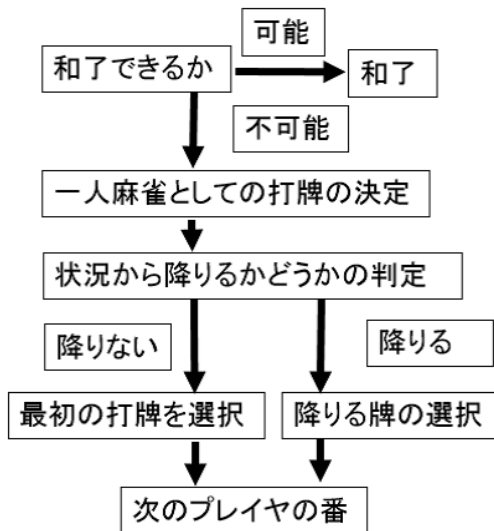 可能
和了できるか
和了
不可能
一人麻雀としての打牌の決定
状況から降りるかどうかの判定
降りない
降りる
最初の打牌を選択
降りる牌の選択
次のプレイヤの番